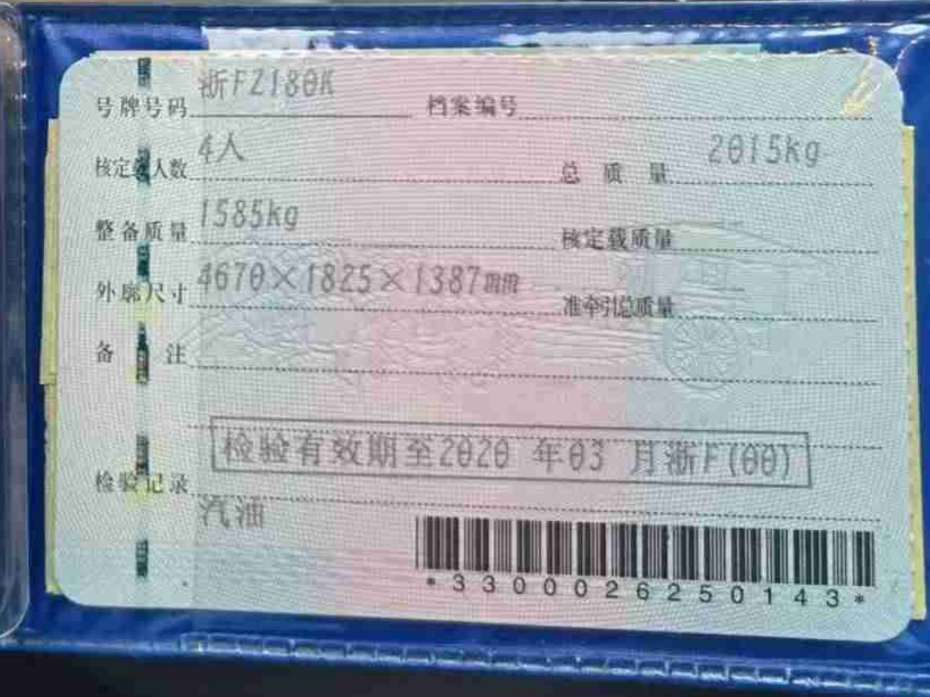 号牌号码 浙FZ180K 档案编号
核定载人数 4人 总质量 2015kg
整备质量 1585kg 核定载质量
外廓尺寸 4670×1825×1387mm 准牵引总质量
备注
检验有效期至2020 年03 月浙F(00)
检验记录
汽油
*3300026250143*